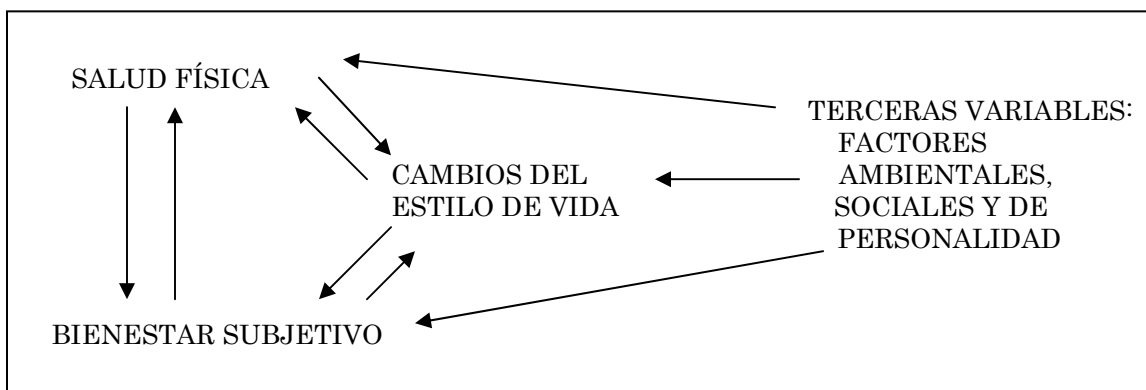 SALUD FÍSICA
CAMBIOS DEL
ESTILO DE VIDA
BIENESTAR SUBJETIVO
TERCERAS VARIABLES:
FACTORES
AMBIENTALES,
SOCIALES Y DE
PERSONALIDAD